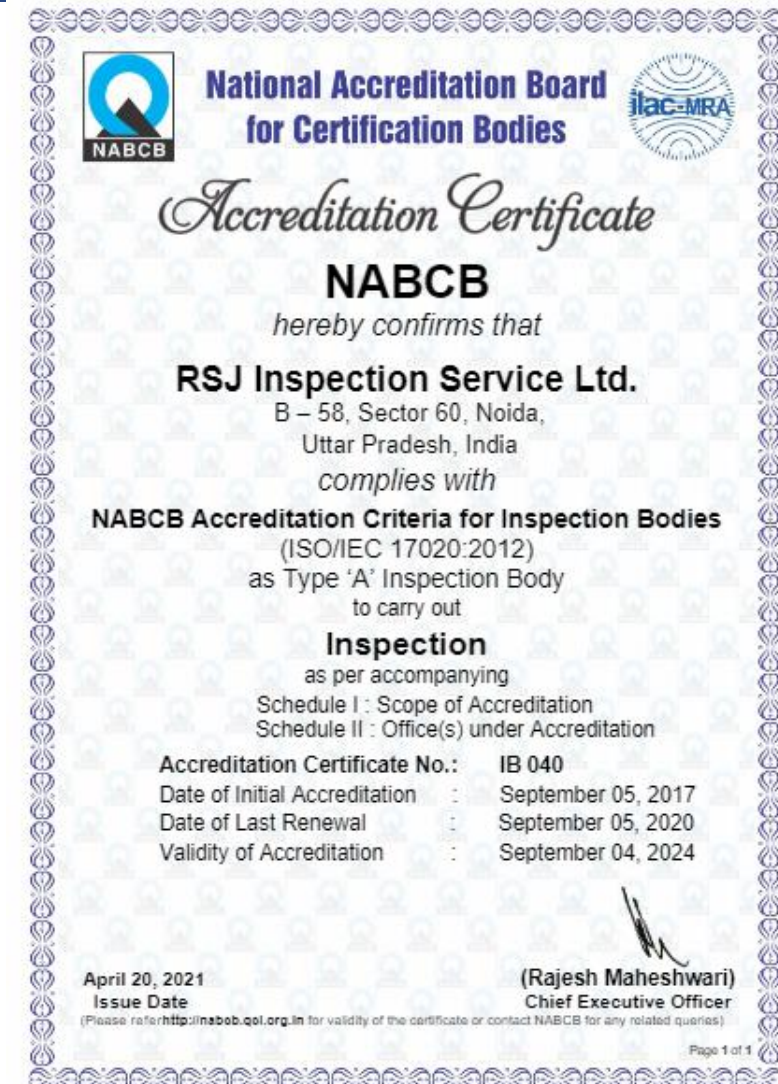 NABCB
National Accreditation Board
for Certification Bodies
ilac-MRA
Accreditation Certificate
NABCB
hereby confirms that
RSJ Inspection Service Ltd.
B – 58, Sector 60, Noida,
Uttar Pradesh, India
complies with
NABCB Accreditation Criteria for Inspection Bodies
(ISO/IEC 17020:2012)
as Type ‘A’ Inspection Body
to carry out
Inspection
as per accompanying
Schedule I : Scope of Accreditation
Schedule II : Office(s) under Accreditation
Accreditation Certificate No.: IB 040
Date of Initial Accreditation : September 05, 2017
Date of Last Renewal : September 05, 2020
Validity of Accreditation : September 04, 2024
April 20, 2021
(Rajesh Maheshwari)
Issue Date
Chief Executive Officer
(Please refer http://nabcb.qci.org.in for validity of the certificate or contact NABCB for any related queries)
Page 1 of 1